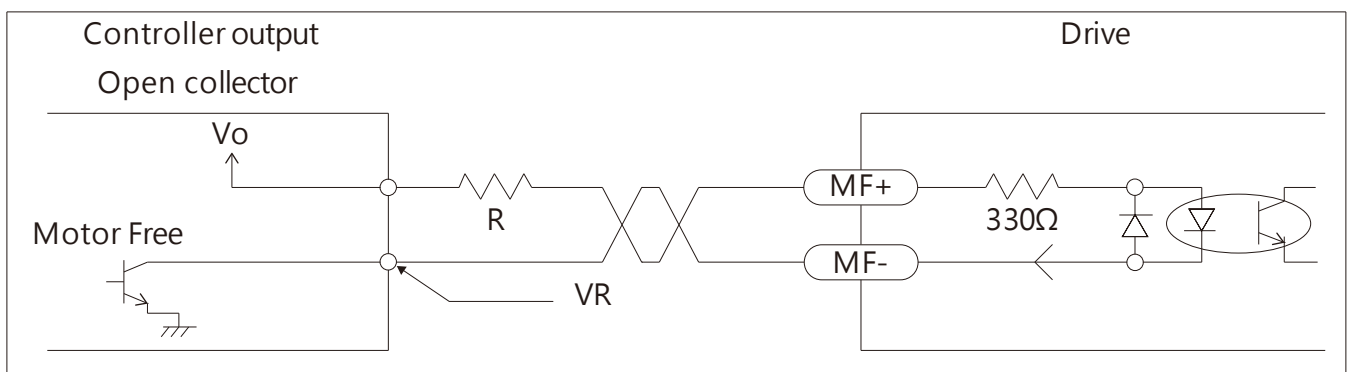 Controller output
Drive
Open collector
Vo
MF+
R
330Ω
Motor Free
MF-
VR